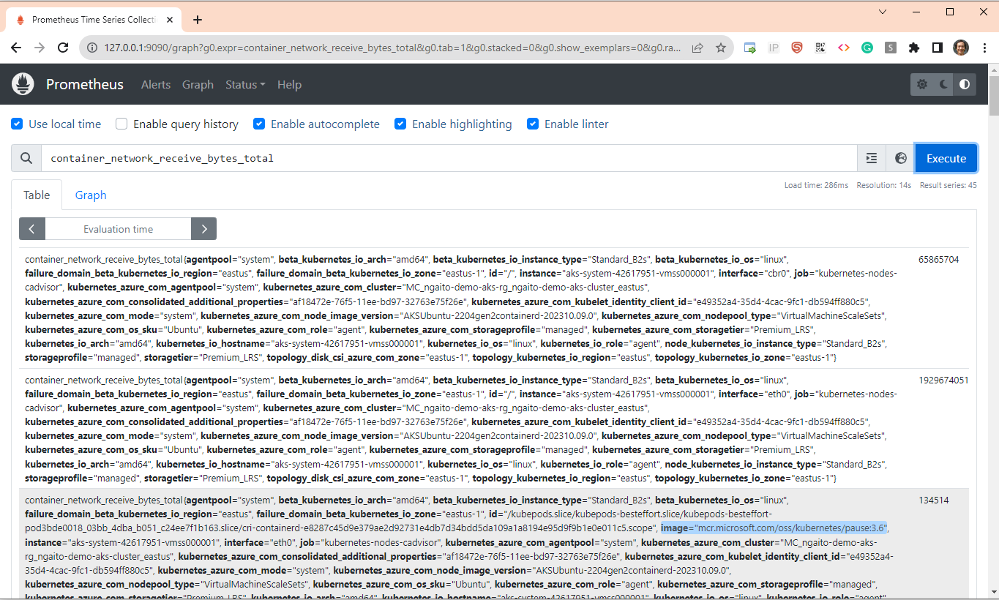 Prometheus Time Series Collecti
127.0.0.1:9090/graph?g0.expr=container_network_receive_bytes_total&g0.tab=1&g0.stacked=0&g0.show_exemplars=0&g0.ra...
IP
S
Prometheus Alerts Graph Status Help
Use local time Enable query history Enable autocomplete Enable highlighting Enable linter
container_network_receive_bytes_total
Execute
Load time: 286ms Resolution: 14s Result series: 45
Table Graph
Evaluation time
container_network_receive_bytes_total{agentpool="system", beta_kubernetes_io_arch="amd64", beta_kubernetes_io_instance_type="Standard_B2s", beta_kubernetes_io_os="linux", 65865704
failure_domain_beta_kubernetes_io_region="eastus", failure_domain_beta_kubernetes_io_zone="eastus-1", id="/", instance="aks-system-42617951-vmss000001", interface="cbr0", job="kubernetes-nodes-
cadvisor", kubernetes_azure_com_agentpool="system", kubernetes_azure_com_cluster="MC_ngaito-demo-aks-rg_ngaito-demo-aks-cluster_eastus",
kubernetes_azure_com_consolidated_additional_properties="af18472e-76f5-11ee-bd97-32763e75f26e", kubernetes_azure_com_kubelet_identity_client_id="e49352a4-35d4-4cac-9fc1-db594ff880c5",
kubernetes_azure_com_mode="system", kubernetes_azure_com_node_image_version="AKSUbuntu-2204gen2containerd-202310.09.0", kubernetes_azure_com_nodepool_type="VirtualMachineScaleSets",
kubernetes_azure_com_os_sku="Ubuntu", kubernetes_azure_com_role="agent", kubernetes_azure_com_storageprofile="managed", kubernetes_azure_com_storagetier="Premium_LRS",
kubernetes_io_arch="amd64", kubernetes_io_hostname="aks-system-42617951-vmss000001", kubernetes_io_os="linux", kubernetes_io_role="agent", node_kubernetes_io_instance_type="Standard_B2s",
storageprofile="managed", storagetier="Premium_LRS", topology_disk_csi_azure_com_zone="eastus-1", topology_kubernetes_io_region="eastus", topology_kubernetes_io_zone="eastus-1"}
container_network_receive_bytes_total{agentpool="system", beta_kubernetes_io_arch="amd64", beta_kubernetes_io_instance_type="Standard_B2s", beta_kubernetes_io_os="linux", 1929674051
failure_domain_beta_kubernetes_io_region="eastus", failure_domain_beta_kubernetes_io_zone="eastus-1", id="/", instance="aks-system-42617951-vmss000001", interface="eth0", job="kubernetes-nodes-
cadvisor", kubernetes_azure_com_agentpool="system", kubernetes_azure_com_cluster="MC_ngaito-demo-aks-rg_ngaito-demo-aks-cluster_eastus",
kubernetes_azure_com_consolidated_additional_properties="af18472e-76f5-11ee-bd97-32763e75f26e", kubernetes_azure_com_kubelet_identity_client_id="e49352a4-35d4-4cac-9fc1-db594ff880c5",
kubernetes_azure_com_mode="system", kubernetes_azure_com_node_image_version="AKSUbuntu-2204gen2containerd-202310.09.0", kubernetes_azure_com_nodepool_type="VirtualMachineScaleSets",
kubernetes_azure_com_os_sku="Ubuntu", kubernetes_azure_com_role="agent", kubernetes_azure_com_storageprofile="managed", kubernetes_azure_com_storagetier="Premium_LRS",
kubernetes_io_arch="amd64", kubernetes_io_hostname="aks-system-42617951-vmss000001", kubernetes_io_os="linux", kubernetes_io_role="agent", node_kubernetes_io_instance_type="Standard_B2s",
storageprofile="managed", storagetier="Premium_LRS", topology_disk_csi_azure_com_zone="eastus-1", topology_kubernetes_io_region="eastus", topology_kubernetes_io_zone="eastus-1"}
container_network_receive_bytes_total{agentpool="system", beta_kubernetes_io_arch="amd64", beta_kubernetes_io_instance_type="Standard_B2s", beta_kubernetes_io_os="linux", 134514
failure_domain_beta_kubernetes_io_region="eastus", failure_domain_beta_kubernetes_io_zone="eastus-1", id="/kubepods.slice/kubepods-besteffort.slice/kubepods-besteffort-
pod3bde0018_03bb_4dba_b051_c24ee7f1b163.slice/cri-containerd-e8287c45d9e379ae2d92731e4db7d34bdd5da109a1a8194e95d9f9b1e0e011c5.scope", image="mcr.microsoft.com/oss/kubernetes/pause:3.6",
instance="aks-system-42617951-vmss000001", interface="eth0", job="kubernetes-nodes-cadvisor", kubernetes_azure_com_agentpool="system", kubernetes_azure_com_cluster="MC_ngaito-demo-aks-
rg_ngaito-demo-aks-cluster_eastus", kubernetes_azure_com_consolidated_additional_properties="af18472e-76f5-11ee-bd97-32763e75f26e", kubernetes_azure_com_kubelet_identity_client_id="e49352a4-
35d4-4cac-9fc1-db594ff880c5", kubernetes_azure_com_mode="system", kubernetes_azure_com_node_image_version="AKSUbuntu-2204gen2containerd-202310.09.0",
kubernetes_azure_com_nodepool_type="VirtualMachineScaleSets", kubernetes_azure_com_os_sku="Ubuntu", kubernetes_azure_com_role="agent", kubernetes_azure_com_storageprofile="managed",
kubernetes_azure_com_storagetier="Premium_LRS", kubernetes_io_arch="amd64", kubernetes_io_hostname="aks-system-42617951-vmss000001", kubernetes_io_os="linux", kubernetes_io_role="agent",